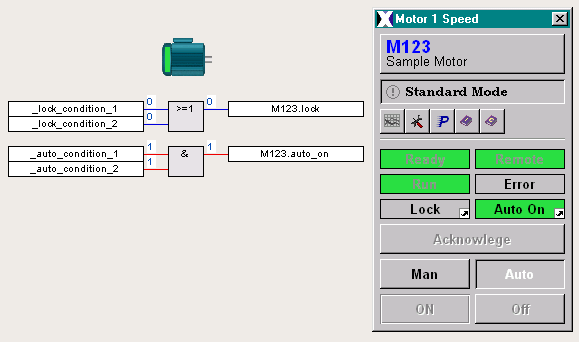 Motor 1 Speed
M123
Sample Motor
Standard Mode
0
0
_lock_condition_1
>=1
M123.lock
0
_lock_condition_2
1
1
_auto_condition_1
&
M123.auto_on
1
_auto_condition_2
P
Ready
Remote
Run
Error
Lock
Auto On
Acknowlege
Man
Auto
ON
Off